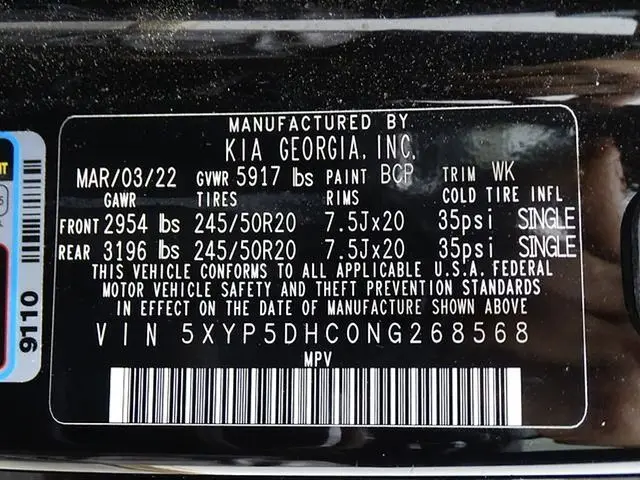 MANUFACTURED BY
KIA GEORGIA, INC.
MAR/03/22 GVWR 5917 lbs PAINT BCP TRIM WK
GAWR TIRES RIMS COLD TIRE INFL
FRONT 2954 lbs 245/50R20 7.5Jx20 35psi SINGLE
REAR 3196 lbs 245/50R20 7.5Jx20 35psi SINGLE
THIS VEHICLE CONFORMS TO ALL APPLICABLE U.S.A. FEDERAL
MOTOR VEHICLE SAFETY AND THEFT PREVENTION STANDARDS
IN EFFECT ON THE DATE OF MANUFACTURE SHOWN ABOVE
VIN 5XYP5DHC0NG268568
MPV
9110